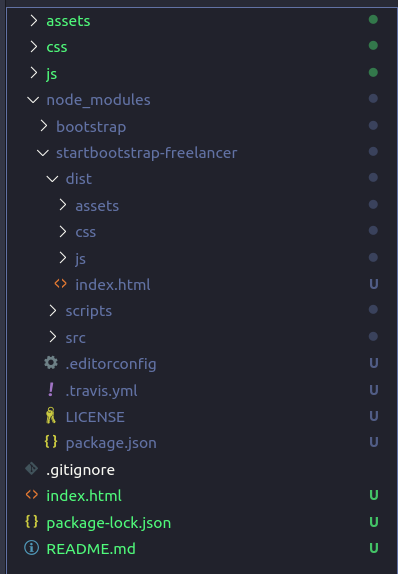 assets
css
js
node_modules
bootstrap
startbootstrap-freelancer
dist
assets
css
js
<> index.html U
scripts
src
.editorconfig U
! .travis.yml U
LICENSE U
{} package.json U
.gitignore
<> index.html U
{} package-lock.json U
README.md U